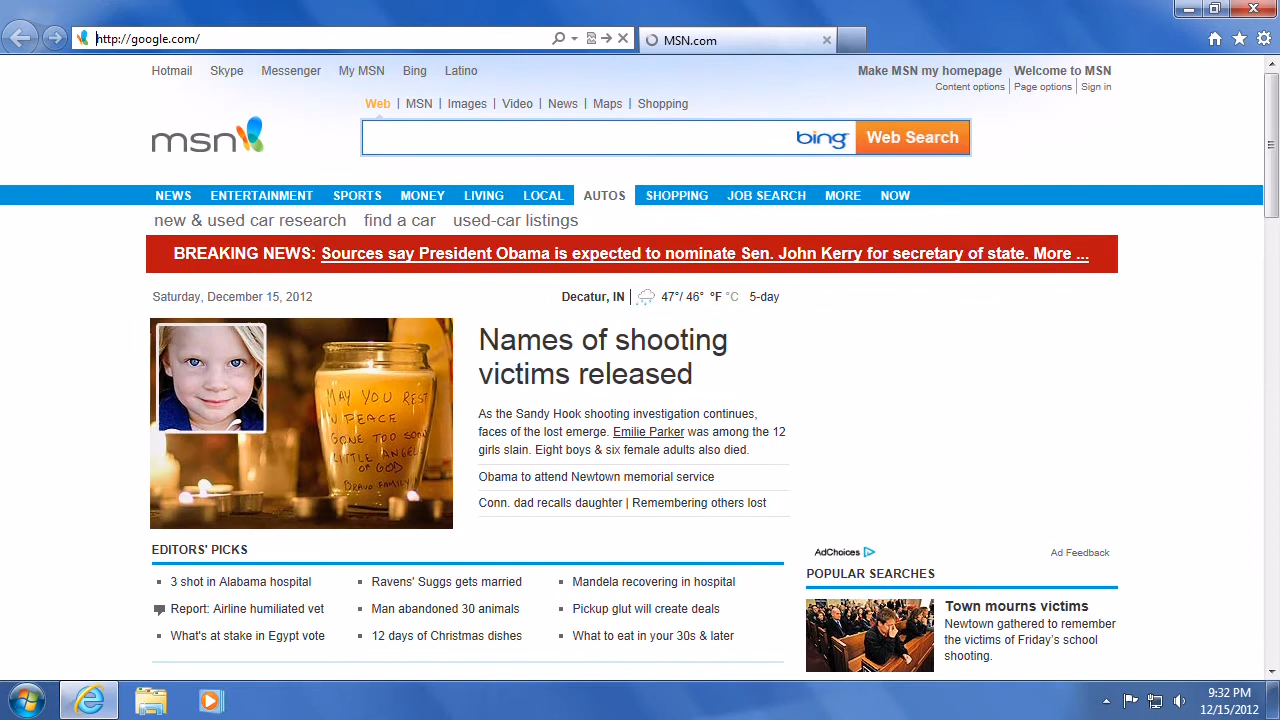 http://google.com/
MSN.com
Hotmail Skype Messenger My MSN Bing Latino
Make MSN my homepage Welcome to MSN
Content options Page options Sign in
Web | MSN | Images | Video | News | Maps | Shopping
msn
bing Web Search
NEWS ENTERTAINMENT SPORTS MONEY LIVING LOCAL AUTOS SHOPPING JOB SEARCH MORE NOW
new & used car research find a car used-car listings
BREAKING NEWS: Sources say President Obama is expected to nominate Sen. John Kerry for secretary of state. More ...
Saturday, December 15, 2012
Decatur, IN 47°/ 46° °F °C 5-day
MAY YOU REST
IN PEACE
GONE TOO SOON
LITTLE ANGELS
OF GOD
BRAVO FAMILY
Names of shooting
victims released
As the Sandy Hook shooting investigation continues,
faces of the lost emerge. Emilie Parker was among the 12
girls slain. Eight boys & six female adults also died.
Obama to attend Newtown memorial service
Conn. dad recalls daughter | Remembering others lost
EDITORS' PICKS
3 shot in Alabama hospital
Report: Airline humiliated vet
What's at stake in Egypt vote
Ravens' Suggs gets married
Man abandoned 30 animals
12 days of Christmas dishes
Mandela recovering in hospital
Pickup glut will create deals
What to eat in your 30s & later
AdChoices Ad Feedback
POPULAR SEARCHES
Town mourns victims
Newtown gathered to remember
the victims of Friday's school
shooting.
9:32 PM
12/15/2012